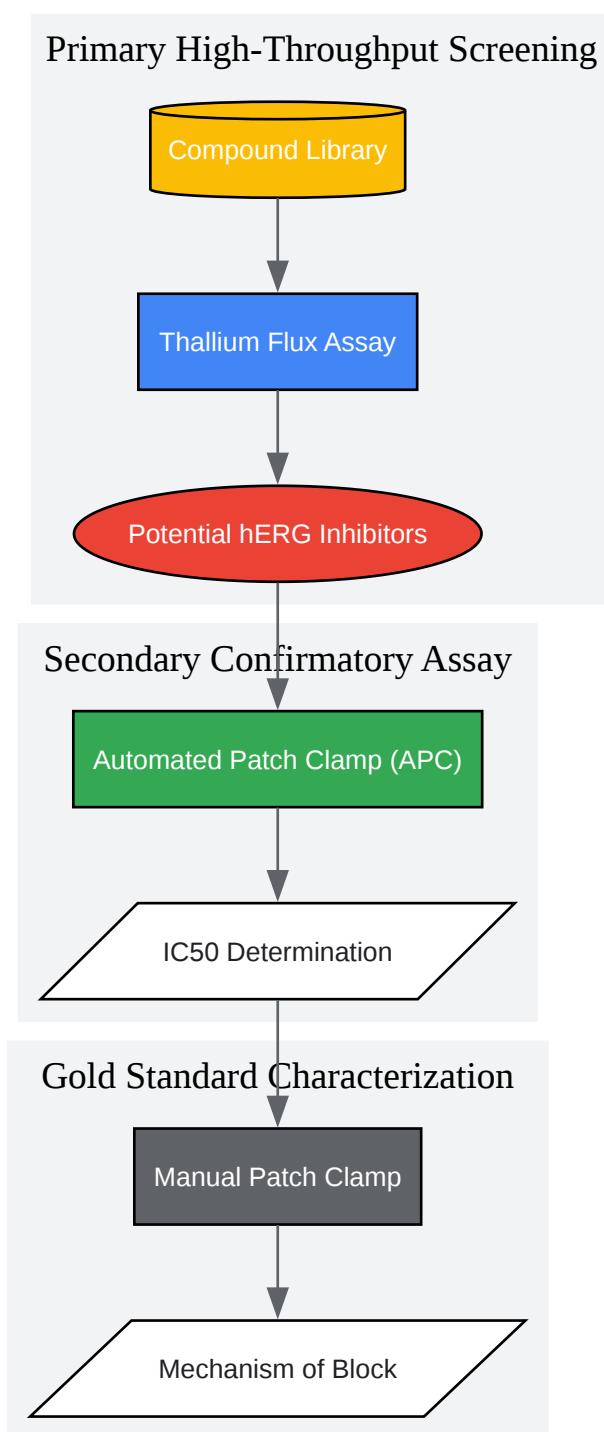 Primary High-Throughput Screening
Compound Library
Thallium Flux Assay
Potential hERG Inhibitors
Secondary Confirmatory Assay
Automated Patch Clamp (APC)
IC50 Determination
Gold Standard Characterization
Manual Patch Clamp
Mechanism of Block